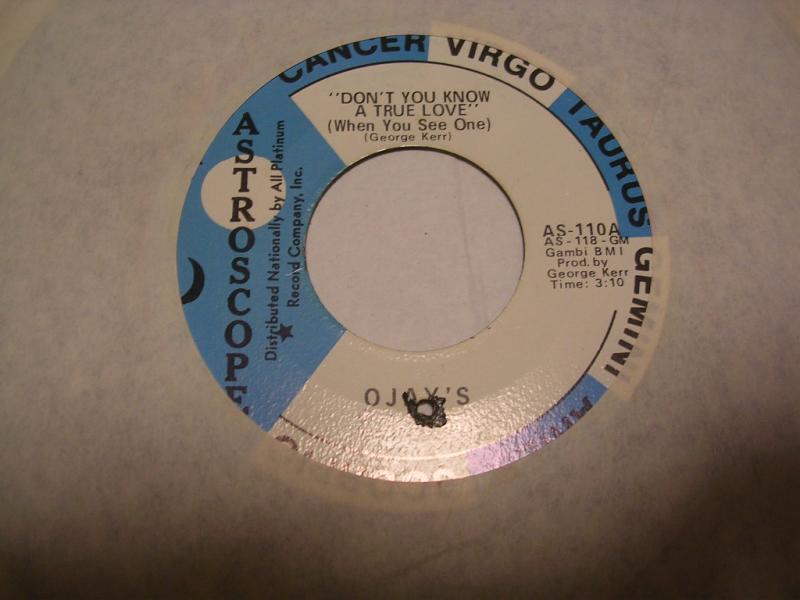 CANCER VIRGO TAURUS GEMINI
"DON'T YOU KNOW
A TRUE LOVE"
(When You See One)
(George Kerr)
ASTROSCOPE
Distributed Nationally by All Platinum
Record Company, Inc.
AS-110A
AS-118-GM
Gambi BMI
Prod. by
George Kerr
Time: 3:10
OJAY'S